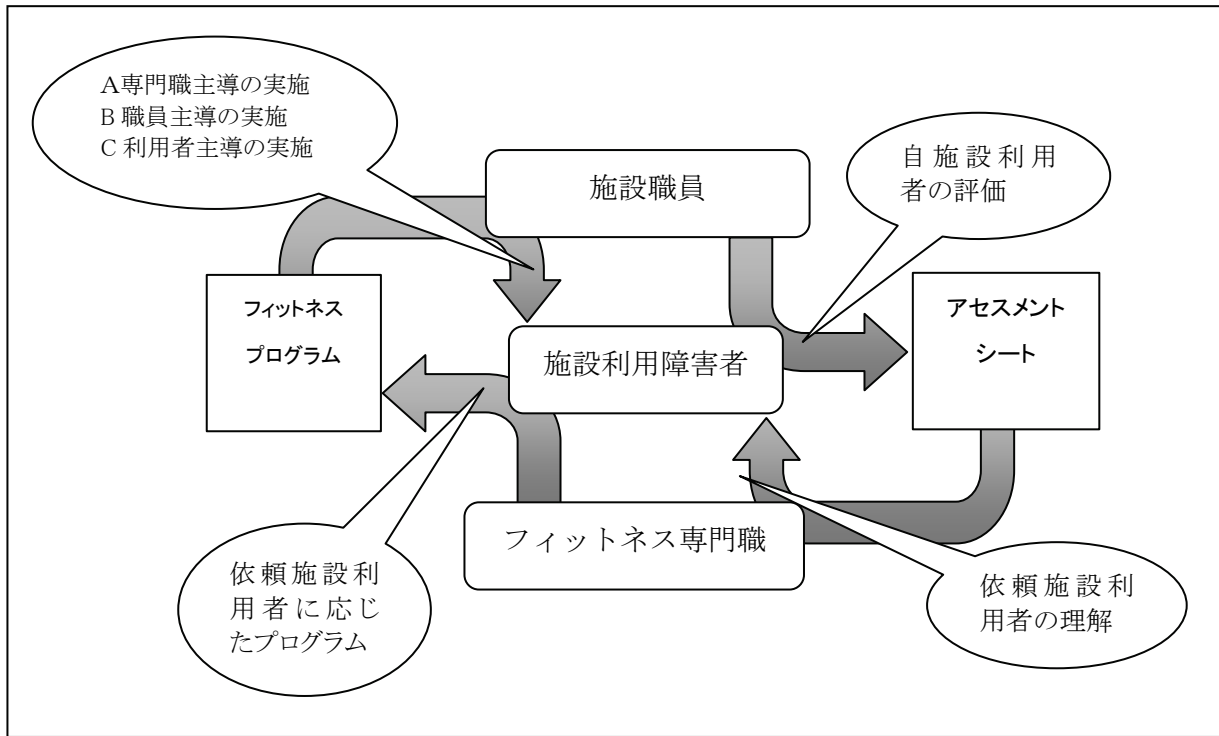 A専門職主導の実施
B 職員主導の実施
C 利用者主導の実施
施設職員
自施設利用
者の評価
フィットネス
プログラム
施設利用障害者
アセスメント
シート
フィットネス専門職
依頼施設利
用者に応じ
たプログラム
依頼施設利
用者の理解